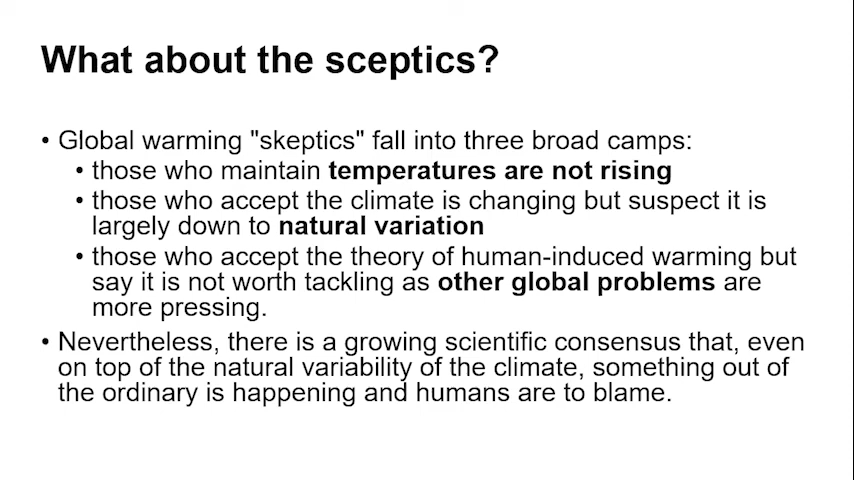 What about the sceptics?
• Global warming "skeptics" fall into three broad camps:
• those who maintain temperatures are not rising
• those who accept the climate is changing but suspect it is
largely down to natural variation
• those who accept the theory of human-induced warming but
say it is not worth tackling as other global problems are
more pressing.
• Nevertheless, there is a growing scientific consensus that, even
on top of the natural variability of the climate, something out of
the ordinary is happening and humans are to blame.